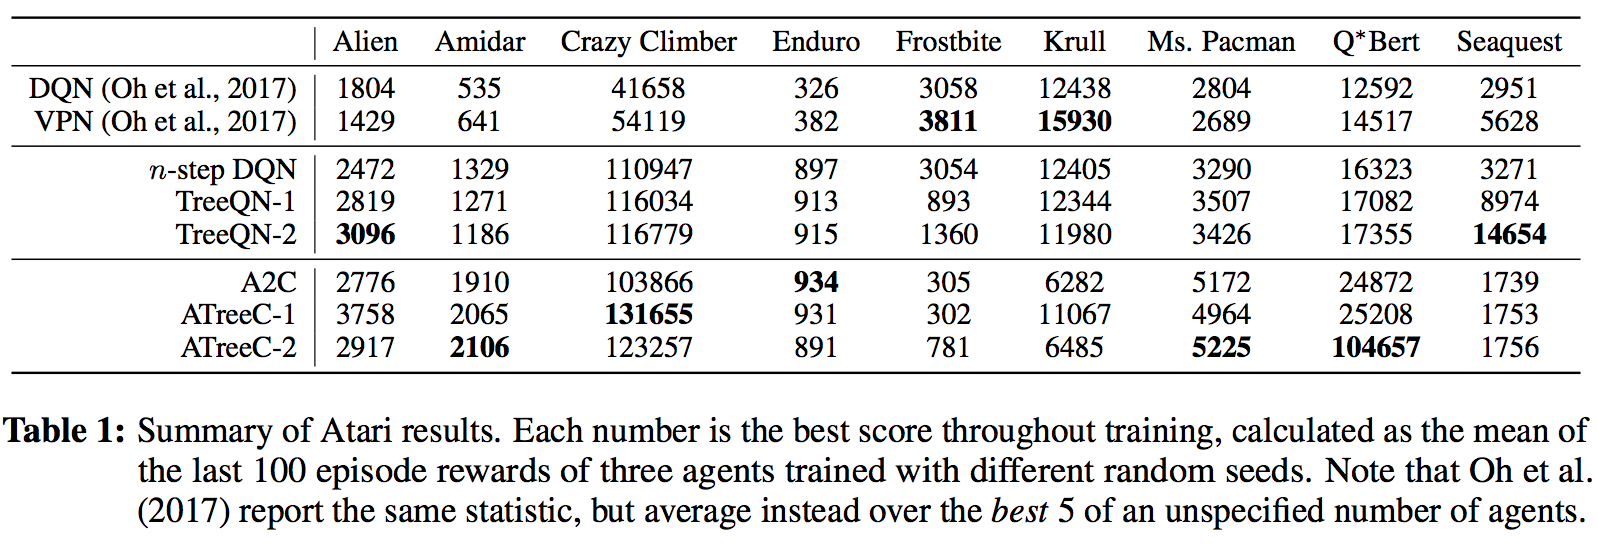 Alien Amidar Crazy Climber Enduro Frostbite Krull Ms. Pacman Q*Bert Seaquest
DQN (Oh et al., 2017) 1804 535 41658 326 3058 12438 2804 12592 2951
VPN (Oh et al., 2017) 1429 641 54119 382 3811 15930 2689 14517 5628
n-step DQN 2472 1329 110947 897 3054 12405 3290 16323 3271
TreeQN-1 2819 1271 116034 913 893 12344 3507 17082 8974
TreeQN-2 3096 1186 116779 915 1360 11980 3426 17355 14654
A2C 2776 1910 103866 934 305 6282 5172 24872 1739
ATreeC-1 3758 2065 131655 931 302 11067 4964 25208 1753
ATreeC-2 2917 2106 123257 891 781 6485 5225 104657 1756
Table 1: Summary of Atari results. Each number is the best score throughout training, calculated as the mean of
the last 100 episode rewards of three agents trained with different random seeds. Note that Oh et al.
(2017) report the same statistic, but average instead over the best 5 of an unspecified number of agents.